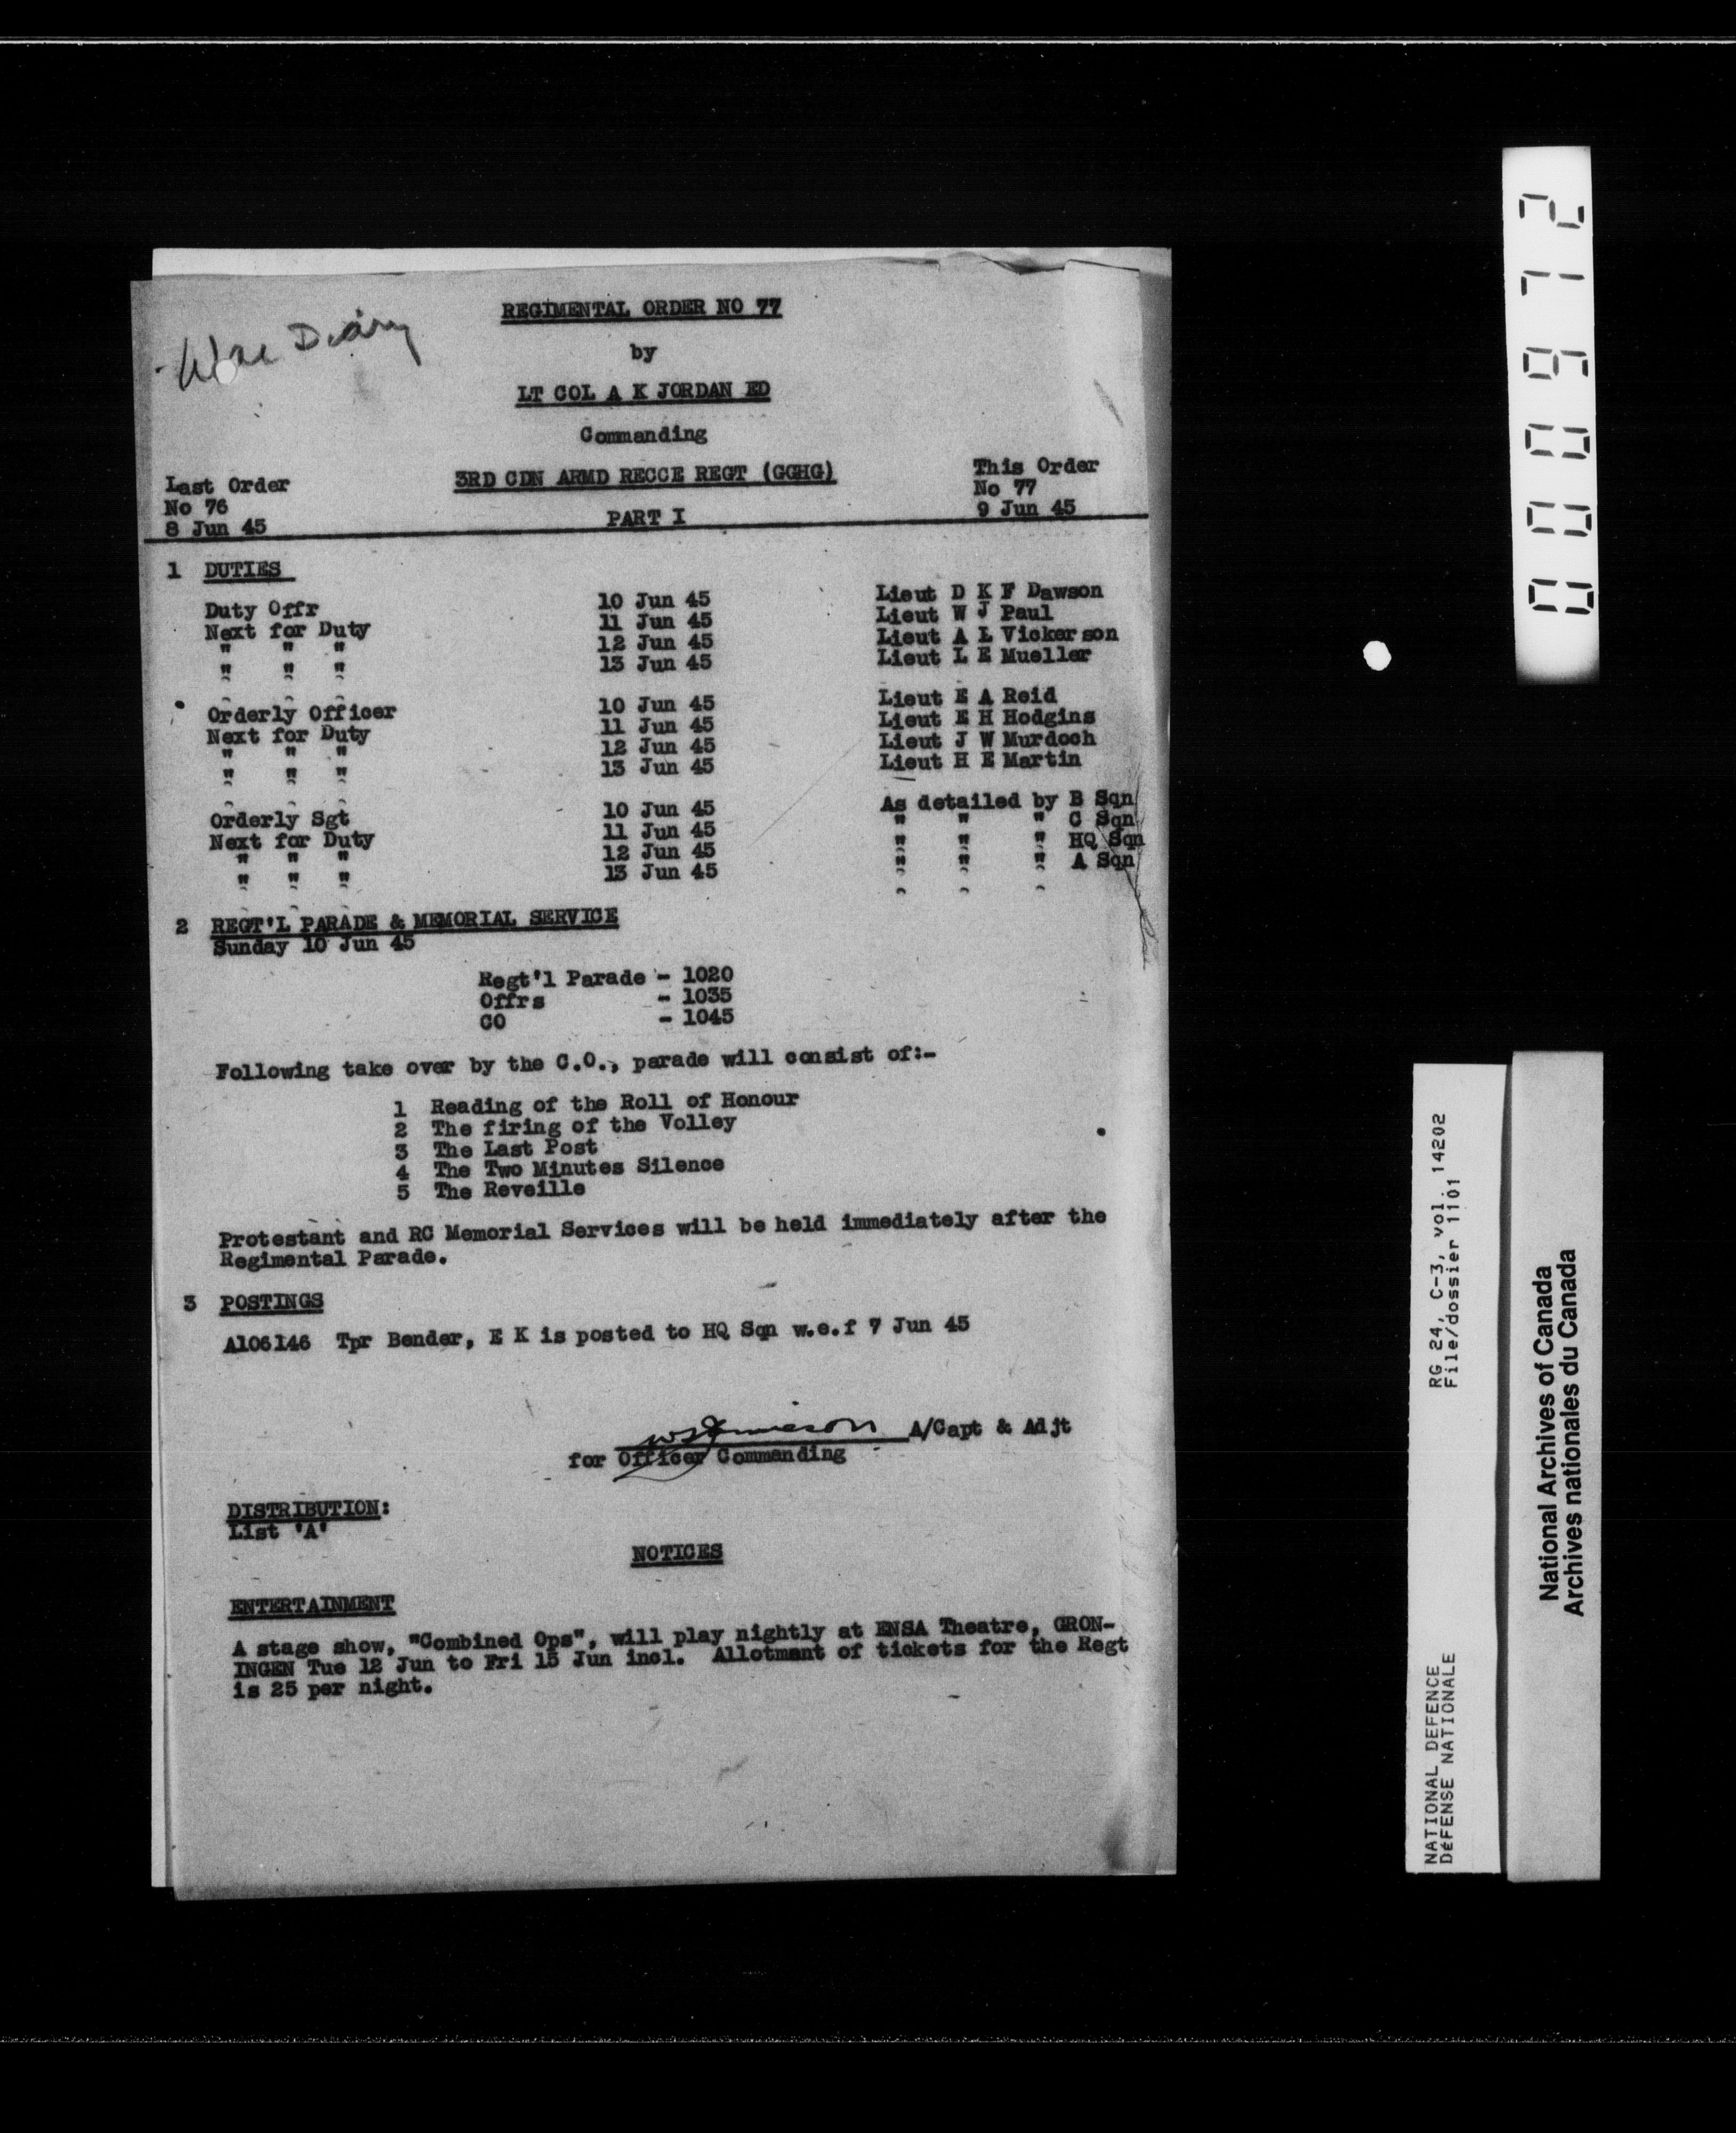 War Diary
REGIMENTAL ORDER NO 77
by
LT COL A K JORDAN ED
Commanding
3RD CDN ARMD RECCE REGT (GGHG)
Last Order
No 76
8 Jun 45
This Order
No 77
9 Jun 45
PART I
1 DUTIES
Duty Offr 10 Jun 45 Lieut D K F Dawson
Next for Duty 11 Jun 45 Lieut W J Paul
" " " 12 Jun 45 Lieut A L Vickerson
" " " 13 Jun 45 Lieut L E Mueller
Orderly Officer 10 Jun 45 Lieut E A Reid
Next for Duty 11 Jun 45 Lieut E H Hodgins
" " " 12 Jun 45 Lieut J W Murdoch
" " " 13 Jun 45 Lieut H E Martin
Orderly Sgt 10 Jun 45 As detailed by B Sqn
Next for Duty 11 Jun 45 " " " C Sqn
" " " 12 Jun 45 " " " HQ Sqn
" " " 13 Jun 45 " " " A Sqn
2 REGT'L PARADE & MEMORIAL SERVICE
Sunday 10 Jun 45
Regt'l Parade - 1020
Offrs - 1035
CO - 1045
Following take over by the C.O., parade will consist of:-
1 Reading of the Roll of Honour
2 The firing of the Volley
3 The Last Post
4 The Two Minutes Silence
5 The Reveille
Protestant and RC Memorial Services will be held immediately after the
Regimental Parade.
3 POSTINGS
A106146 Tpr Bender, E K is posted to HQ Sqn w.e.f 7 Jun 45
A/Capt & Adjt
for Officer Commanding
DISTRIBUTION:
List 'A'
NOTICES
ENTERTAINMENT
A stage show, "Combined Ops", will play nightly at ENSA Theatre, GRON-
INGEN Tue 12 Jun to Fri 15 Jun incl. Allotment of tickets for the Regt
is 25 per night.
000972
NATIONAL DEFENCE RG 24, C-3, vol. 14202
DéFENSE NATIONALE File/dossier 1101
National Archives of Canada
Archives nationales du Canada